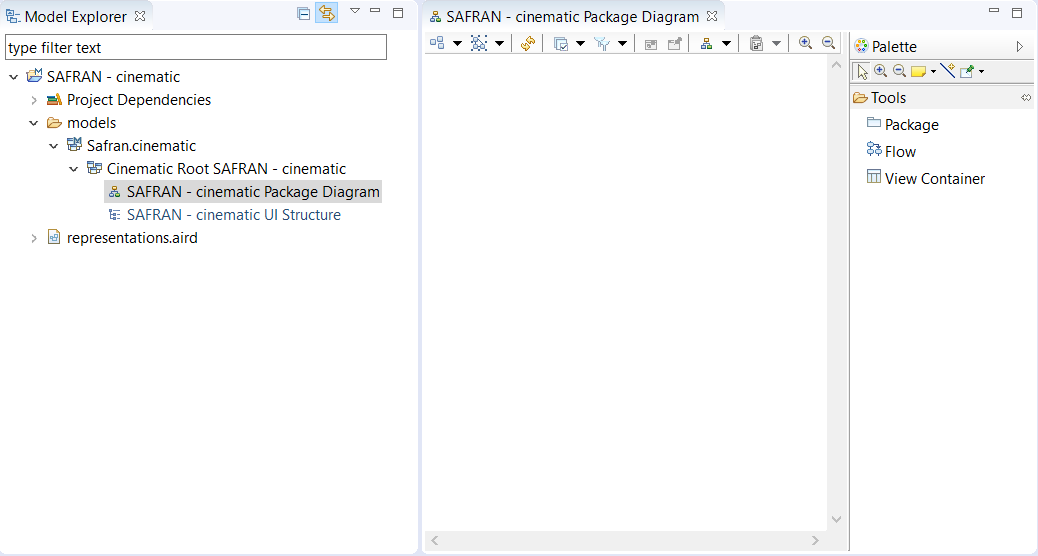 Model Explorer
type filter text
SAFRAN - cinematic
Project Dependencies
models
Safran.cinematic
Cinematic Root SAFRAN - cinematic
SAFRAN - cinematic Package Diagram
SAFRAN - cinematic UI Structure
representations.aird
SAFRAN - cinematic Package Diagram
Palette
Tools
Package
Flow
View Container